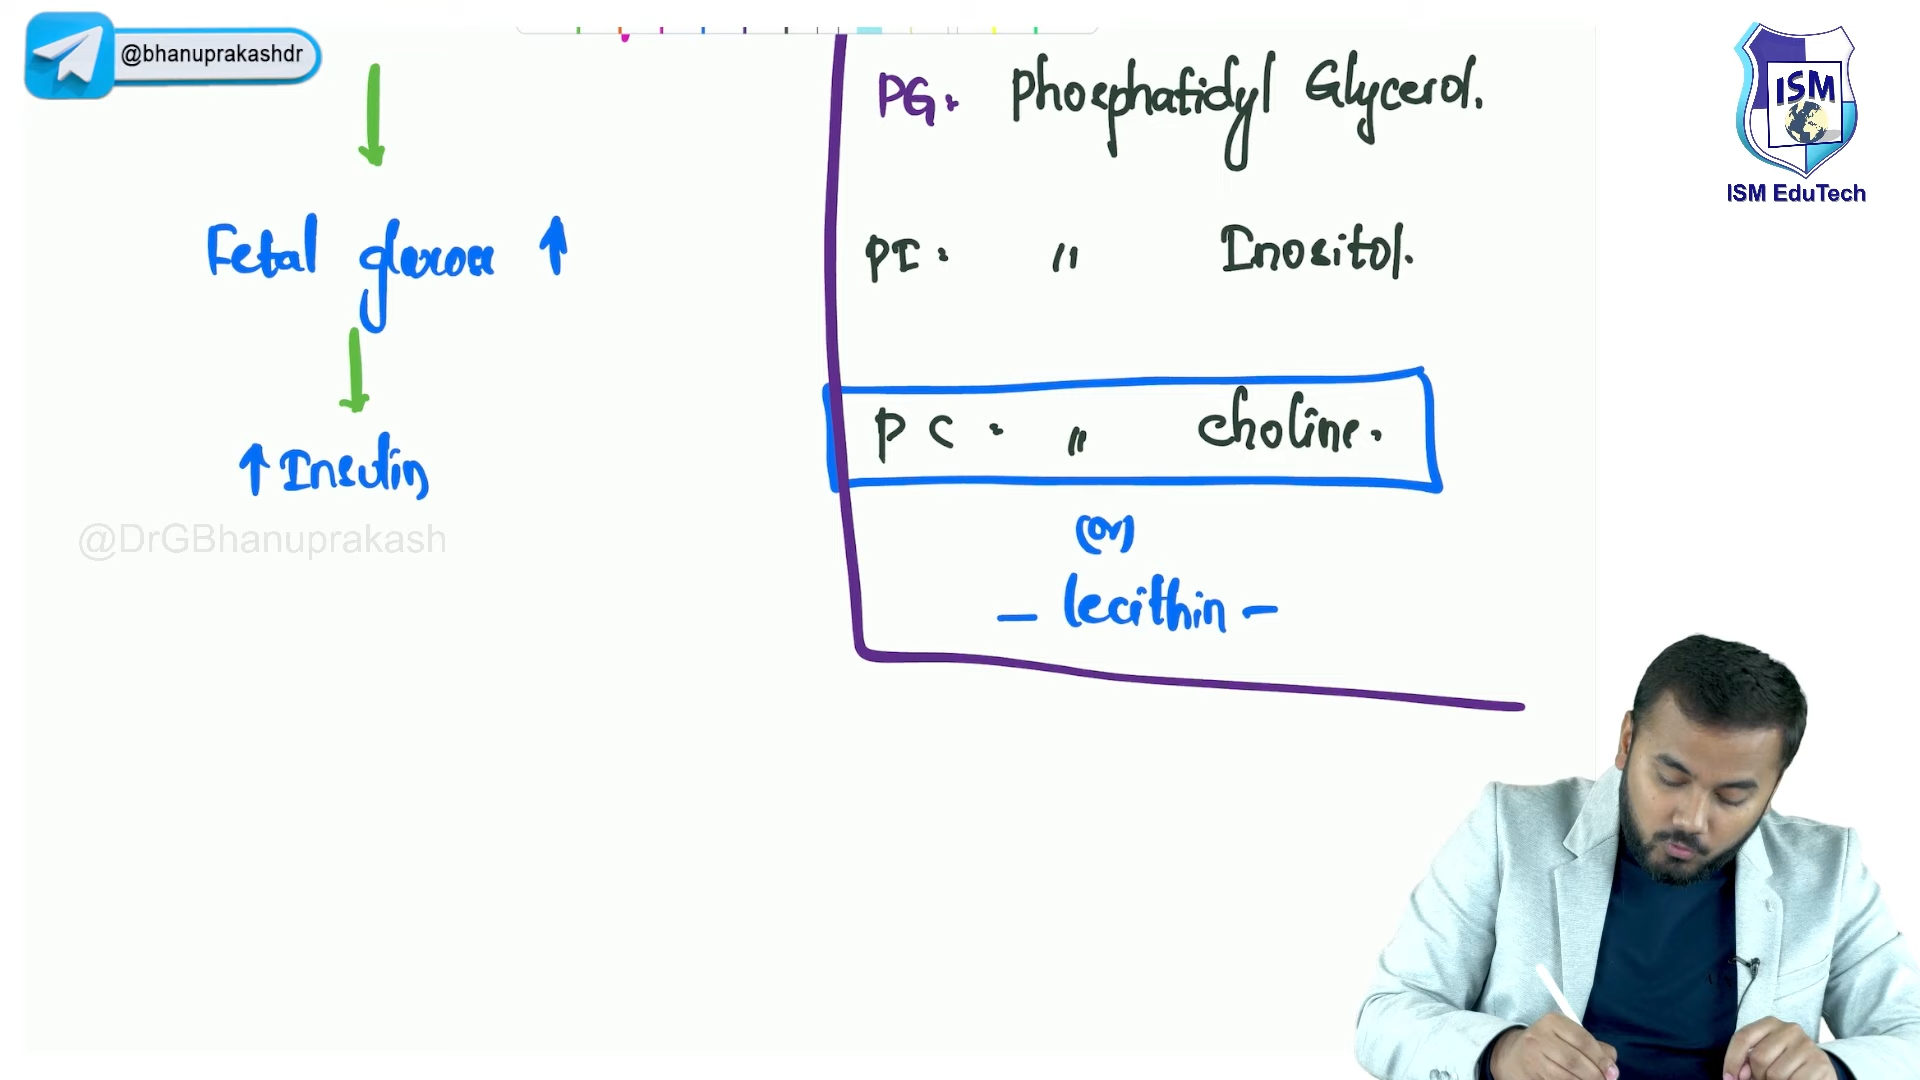 @bhanuprakashdr
Fetal glucose ↑
↑ Insulin
@DrGBhanuprakash
PG: Phosphatidyl Glycerol.
PI: " Inositol.
PC: " choline.
(or)
- lecithin -
ISM
ISM EduTech